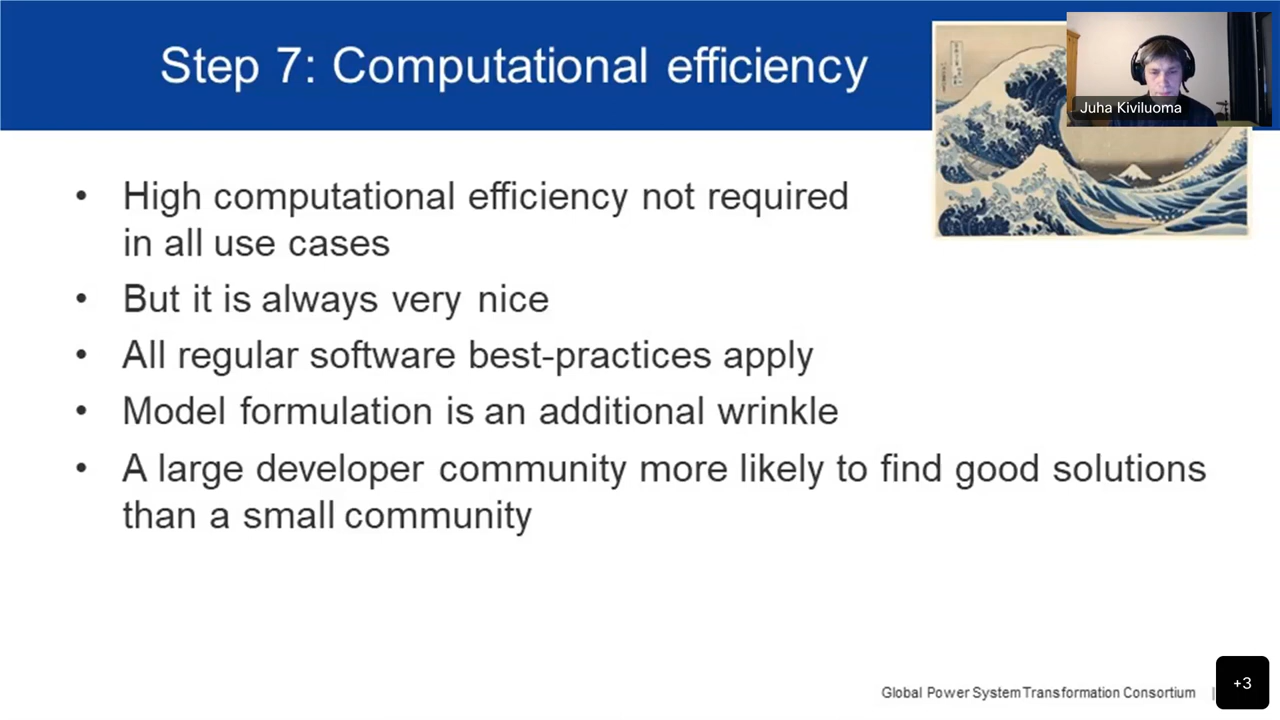 Step 7: Computational efficiency
Juha Kiviluoma
• High computational efficiency not required
in all use cases
• But it is always very nice
• All regular software best-practices apply
• Model formulation is an additional wrinkle
• A large developer community more likely to find good solutions
than a small community
Global Power System Transformation Consortium
+3